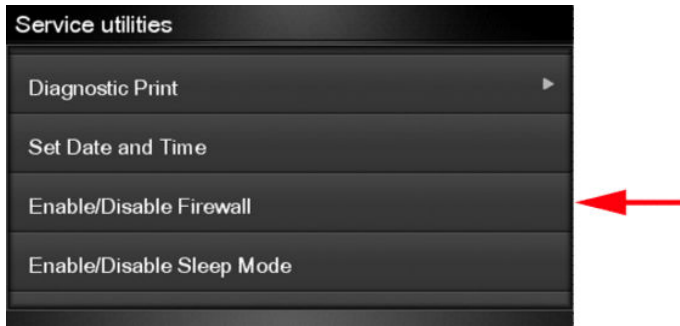 Service utilities
Diagnostic Print
Set Date and Time
Enable/Disable Firewall
Enable/Disable Sleep Mode